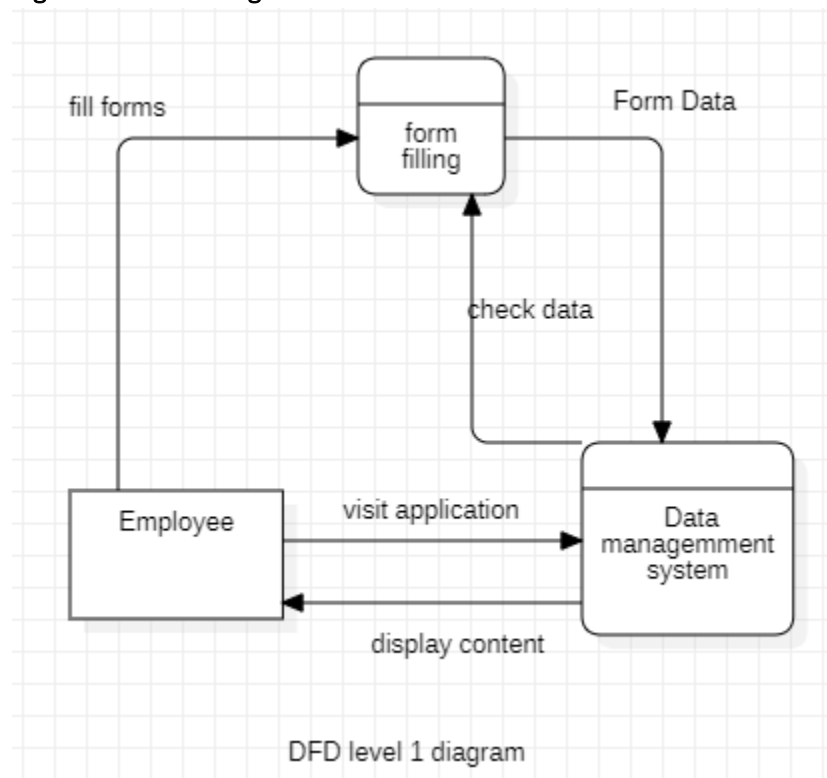 fill forms
Form Data
form
filling
check data
Employee
visit application
Data
managemment
system
display content
DFD level 1 diagram